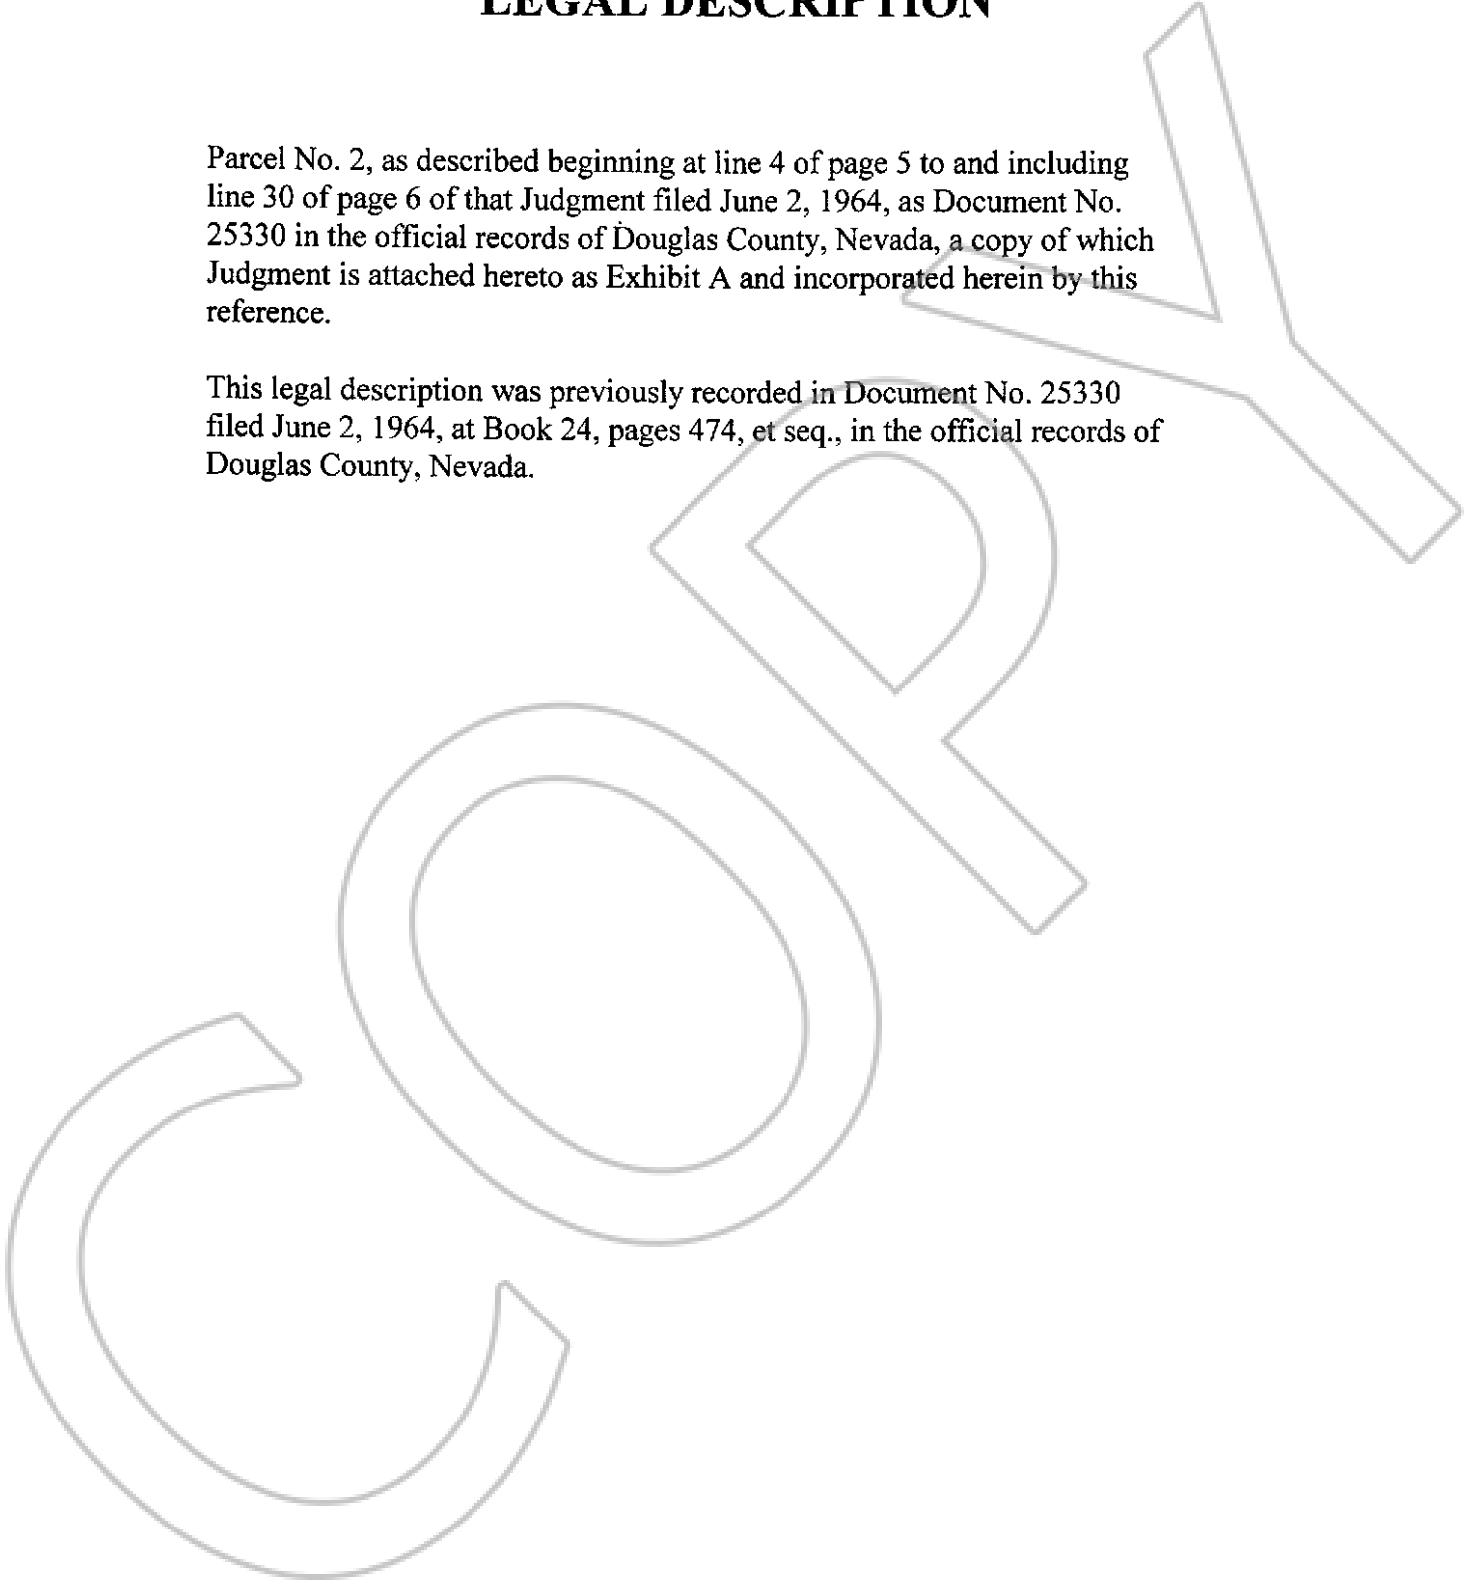 LEGAL DESCRIPTION
Parcel No. 2, as described beginning at line 4 of page 5 to and including
line 30 of page 6 of that Judgment filed June 2, 1964, as Document No.
25330 in the official records of Douglas County, Nevada, a copy of which
Judgment is attached hereto as Exhibit A and incorporated herein by this
reference.
This legal description was previously recorded in Document No. 25330
filed June 2, 1964, at Book 24, pages 474, et seq., in the official records of
Douglas County, Nevada.
COPY